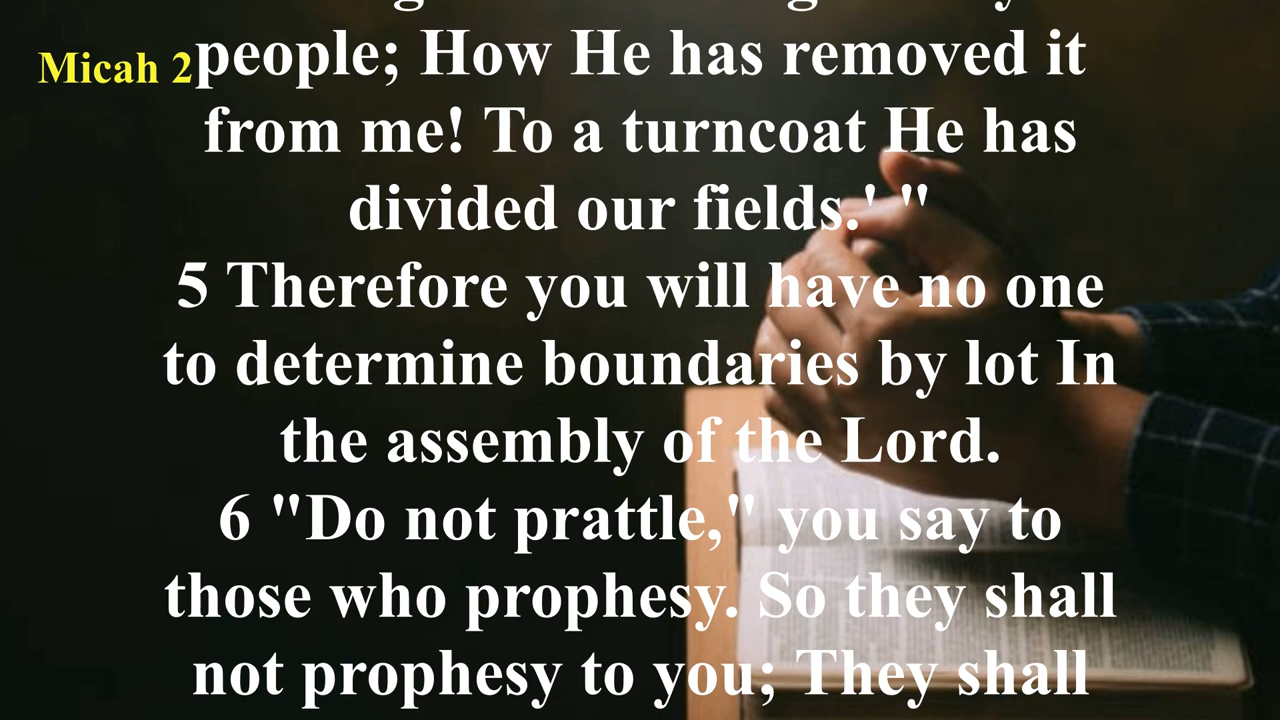 Micah 2
people; How He has removed it
from me! To a turncoat He has
divided our fields.' "
5 Therefore you will have no one
to determine boundaries by lot In
the assembly of the Lord.
6 "Do not prattle," you say to
those who prophesy. So they shall
not prophesy to you; They shall